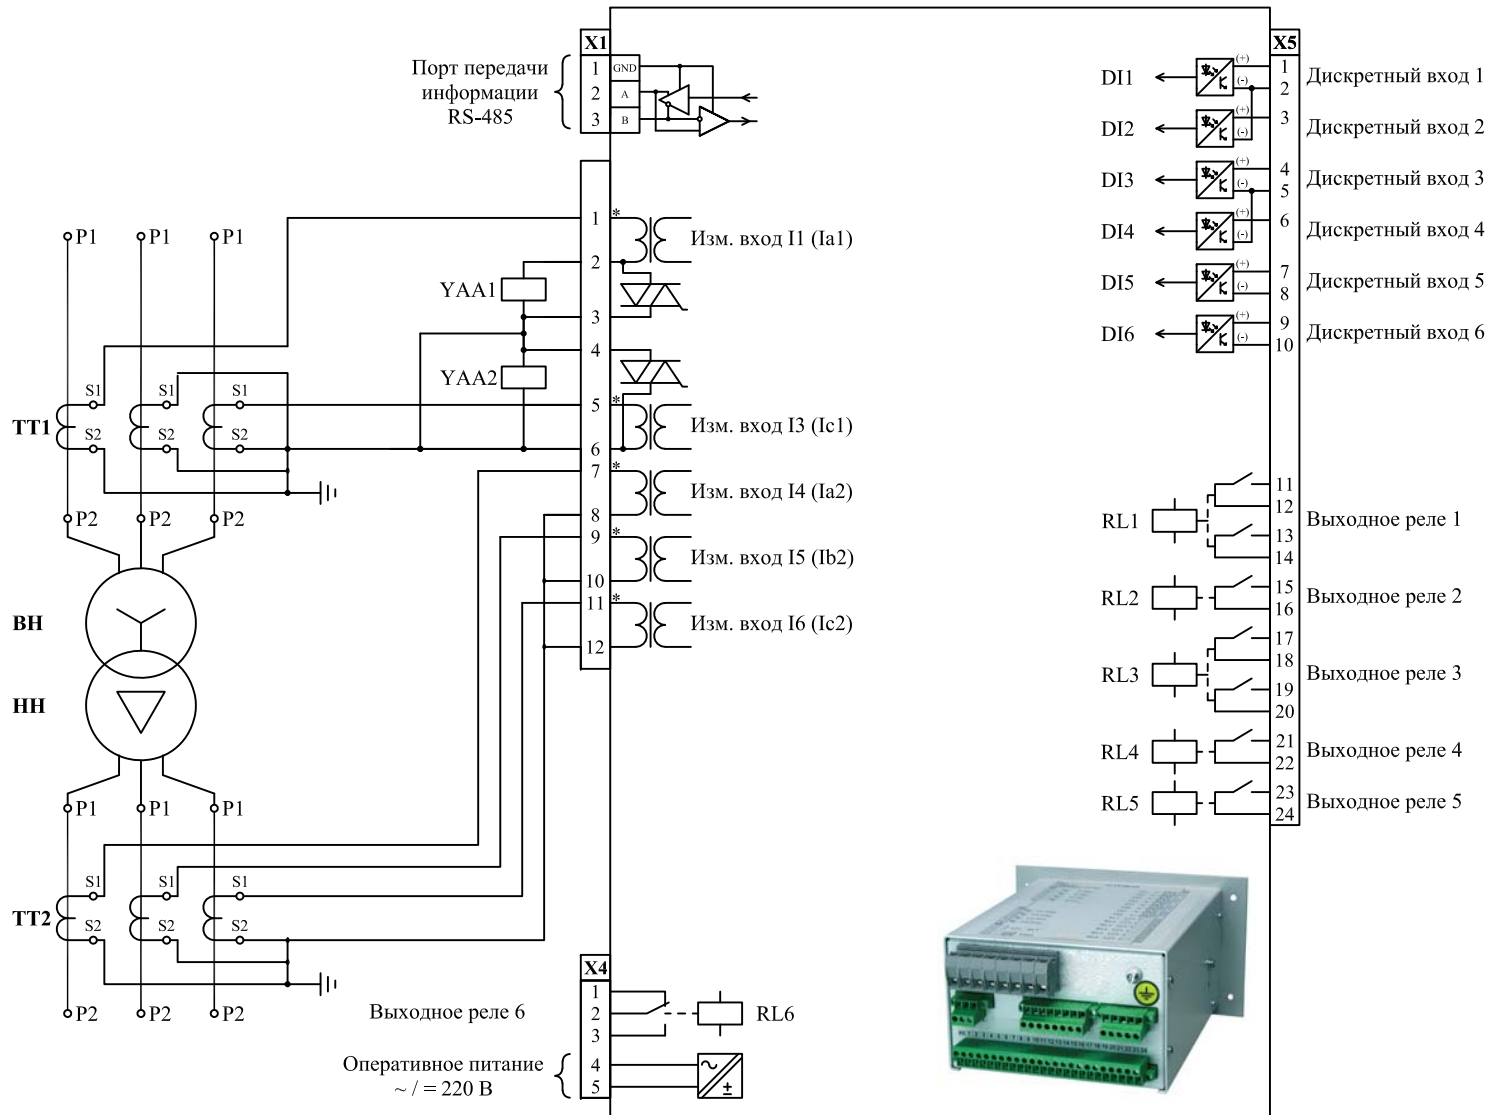 X1
Порт передачи
информации
RS-485
1 GND
2 A
3 B
1 *
Изм. вход I1 (Ia1)
2
YAA1
3
4
YAA2
5 *
Изм. вход I3 (Ic1)
6
7 *
Изм. вход I4 (Ia2)
8
9 *
Изм. вход I5 (Ib2)
10
11 *
Изм. вход I6 (Ic2)
12
P1 P1 P1
S1 S1 S1
ТТ1
S2 S2 S2
P2 P2 P2
ВН
НН
P1 P1 P1
S1 S1 S1
ТТ2
S2 S2 S2
P2 P2 P2
X4
1
Выходное реле 6
2
RL6
3
Оперативное питание
~ / = 220 В
4
5
~
±
X5
DI1 (+) 1 Дискретный вход 1
(-) 2
DI2 (+) 3 Дискретный вход 2
(-)
DI3 (+) 4 Дискретный вход 3
(-) 5
DI4 (+) 6 Дискретный вход 4
(-)
DI5 (+) 7 Дискретный вход 5
(-) 8
DI6 (+) 9 Дискретный вход 6
(-) 10
11
12
RL1 Выходное реле 1
13
14
15
RL2 Выходное реле 2
16
17
18
RL3 Выходное реле 3
19
20
21
RL4 Выходное реле 4
22
23
RL5 Выходное реле 5
24